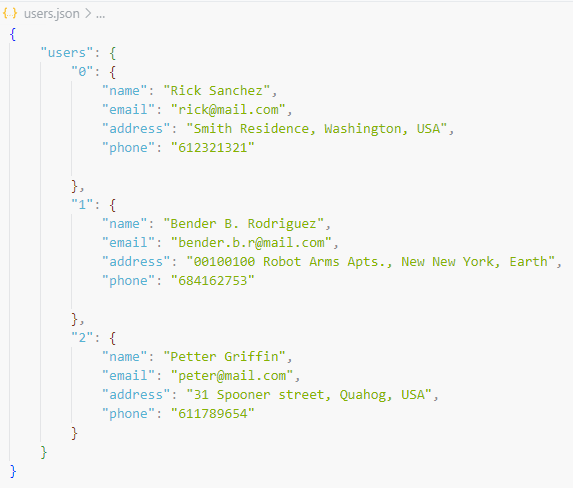 {} users.json > ...
{
    "users": {
        "0": {
            "name": "Rick Sanchez",
            "email": "rick@mail.com",
            "address": "Smith Residence, Washington, USA",
            "phone": "612321321"

        },
        "1": {
            "name": "Bender B. Rodriguez",
            "email": "bender.b.r@mail.com",
            "address": "00100100 Robot Arms Apts., New New York, Earth",
            "phone": "684162753"

        },
        "2": {
            "name": "Petter Griffin",
            "email": "peter@mail.com",
            "address": "31 Spooner street, Quahog, USA",
            "phone": "611789654"
        }
    }
}